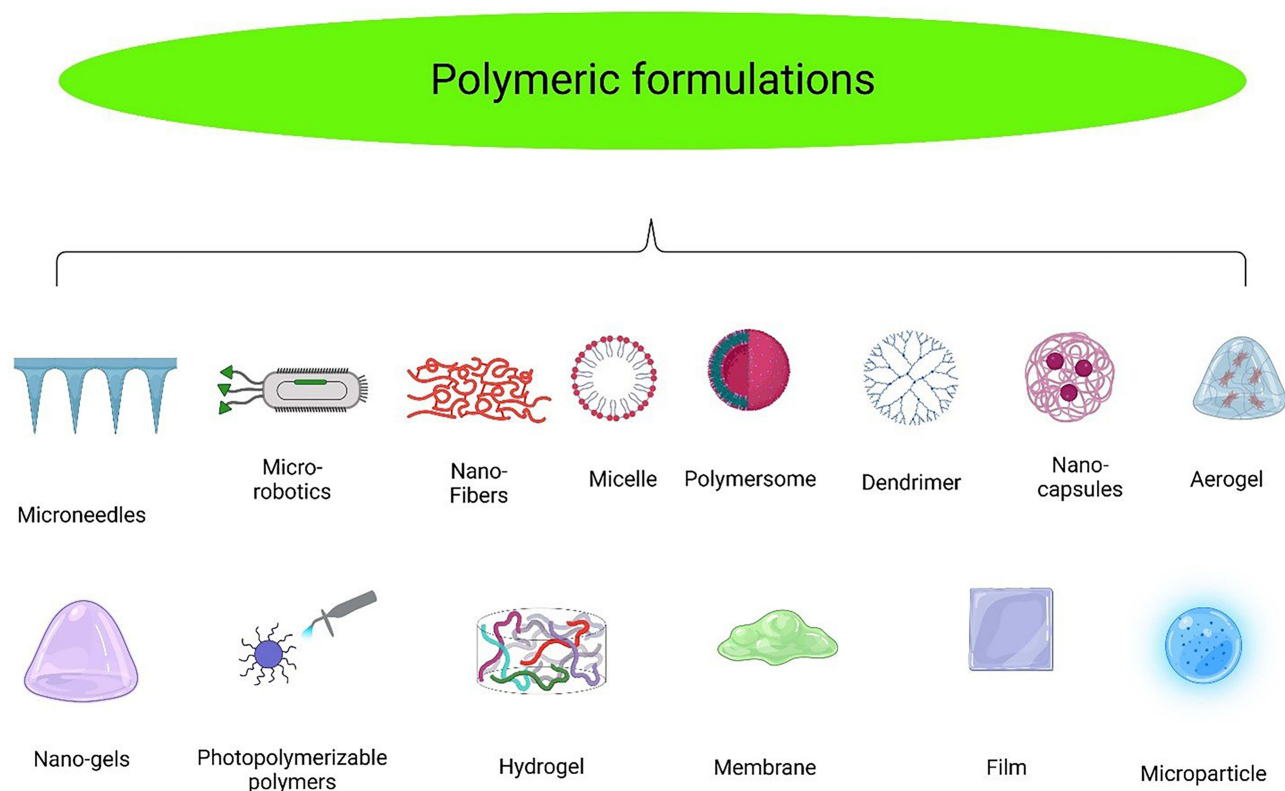 Polymeric formulations
Microneedles
Micro-
robotics
Nano-
Fibers
Micelle
Polymersome
Dendrimer
Nano-
capsules
Aerogel
Nano-gels
Photopolymerizable
polymers
Hydrogel
Membrane
Film
Microparticle